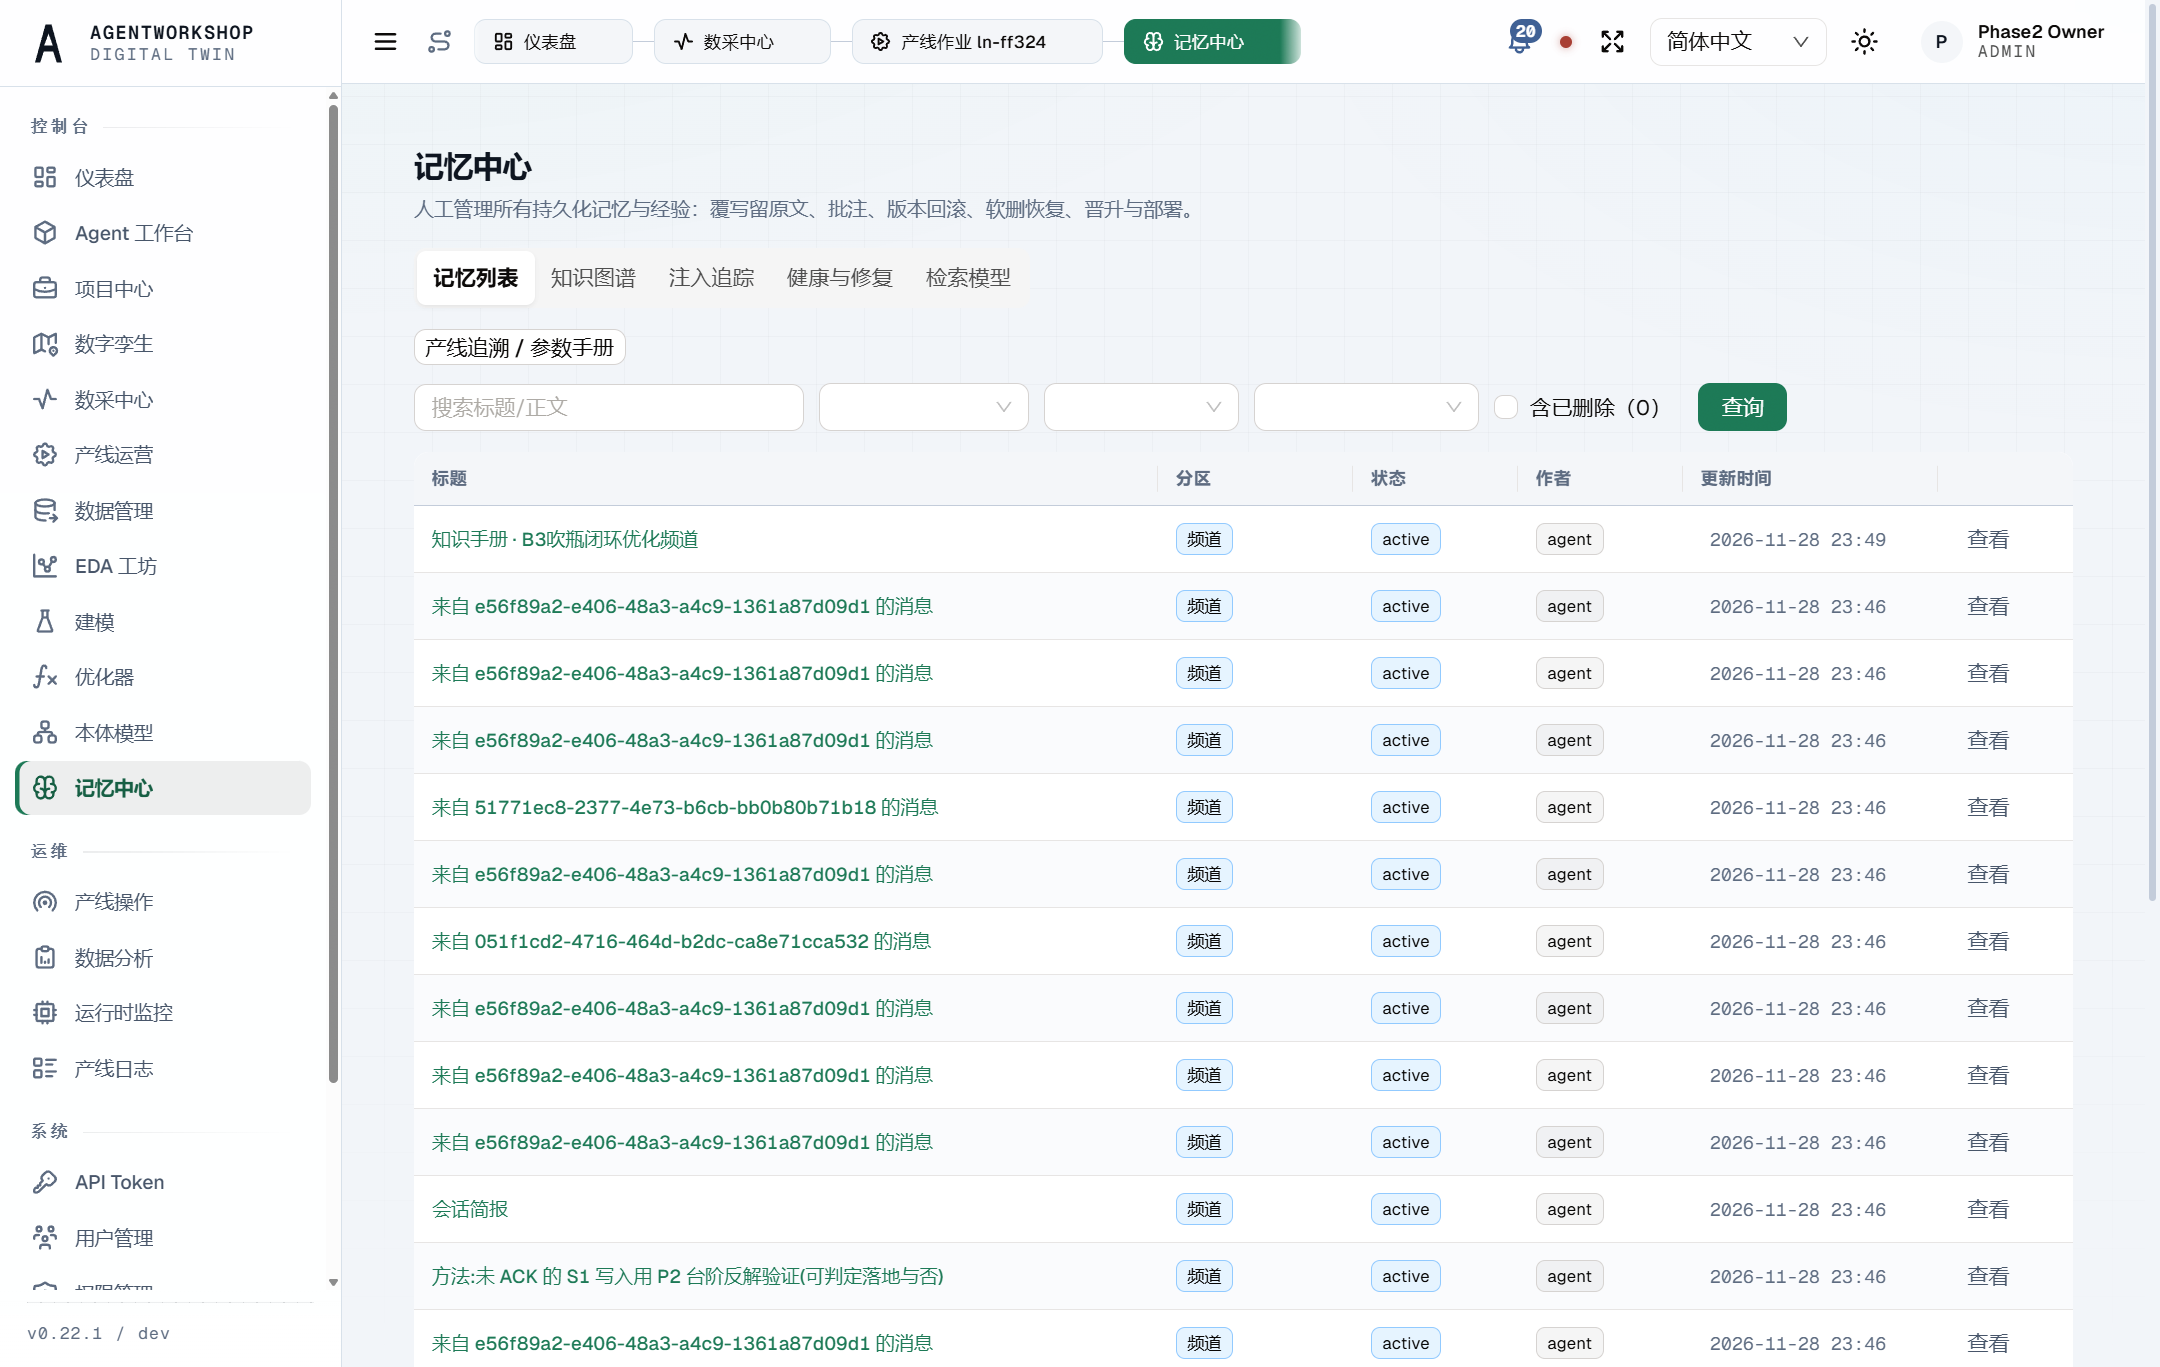 AGENTWORKSHOP
DIGITAL TWIN
仪表盘
数采中心
产线作业 ln-ff324
记忆中心
20
简体中文
P
Phase2 Owner
ADMIN
控制台
仪表盘
Agent 工作台
项目中心
数字孪生
数采中心
产线运营
数据管理
EDA 工坊
建模
优化器
本体模型
记忆中心
运维
产线操作
数据分析
运行时监控
产线日志
系统
API Token
用户管理
权限管理
v0.22.1 / dev
记忆中心
人工管理所有持久化记忆与经验：覆写留原文、批注、版本回滚、软删恢复、晋升与部署。
记忆列表 知识图谱 注入追踪 健康与修复 检索模型
产线追溯 / 参数手册
搜索标题/正文 含已删除（0） 查询
标题 分区 状态 作者 更新时间
知识手册 · B3吹瓶闭环优化频道 频道 active agent 2026-11-28 23:49 查看
来自 e56f89a2-e406-48a3-a4c9-1361a87d09d1 的消息 频道 active agent 2026-11-28 23:46 查看
来自 e56f89a2-e406-48a3-a4c9-1361a87d09d1 的消息 频道 active agent 2026-11-28 23:46 查看
来自 e56f89a2-e406-48a3-a4c9-1361a87d09d1 的消息 频道 active agent 2026-11-28 23:46 查看
来自 51771ec8-2377-4e73-b6cb-bb0b80b71b18 的消息 频道 active agent 2026-11-28 23:46 查看
来自 e56f89a2-e406-48a3-a4c9-1361a87d09d1 的消息 频道 active agent 2026-11-28 23:46 查看
来自 051f1cd2-4716-464d-b2dc-ca8e71cca532 的消息 频道 active agent 2026-11-28 23:46 查看
来自 e56f89a2-e406-48a3-a4c9-1361a87d09d1 的消息 频道 active agent 2026-11-28 23:46 查看
来自 e56f89a2-e406-48a3-a4c9-1361a87d09d1 的消息 频道 active agent 2026-11-28 23:46 查看
来自 e56f89a2-e406-48a3-a4c9-1361a87d09d1 的消息 频道 active agent 2026-11-28 23:46 查看
会话简报 频道 active agent 2026-11-28 23:46 查看
方法:未 ACK 的 S1 写入用 P2 台阶反解验证(可判定落地与否) 频道 active agent 2026-11-28 23:46 查看
来自 e56f89a2-e406-48a3-a4c9-1361a87d09d1 的消息 频道 active agent 2026-11-28 23:46 查看